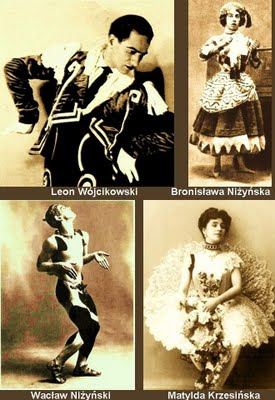 Leon Wójcikowski
Bronisława Niżyńska
Wacław Niżyński
Matylda Krzesińska